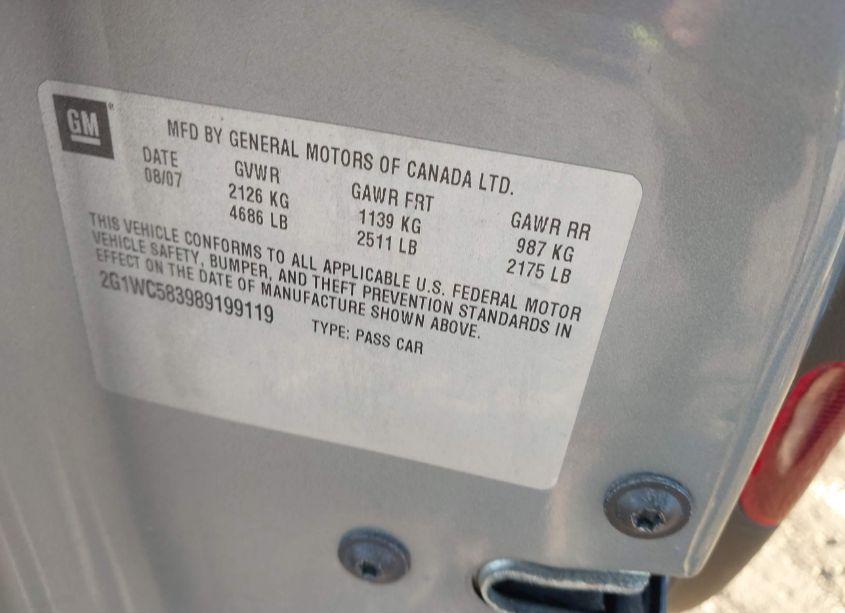 GM
MFD BY GENERAL MOTORS OF CANADA LTD.
DATE GVWR GAWR FRT GAWR RR
08/07 2126 KG 1139 KG 987 KG
4686 LB 2511 LB 2175 LB
THIS VEHICLE CONFORMS TO ALL APPLICABLE U.S. FEDERAL MOTOR
VEHICLE SAFETY, BUMPER, AND THEFT PREVENTION STANDARDS IN
EFFECT ON THE DATE OF MANUFACTURE SHOWN ABOVE.
2G1WC583989199119 TYPE: PASS CAR